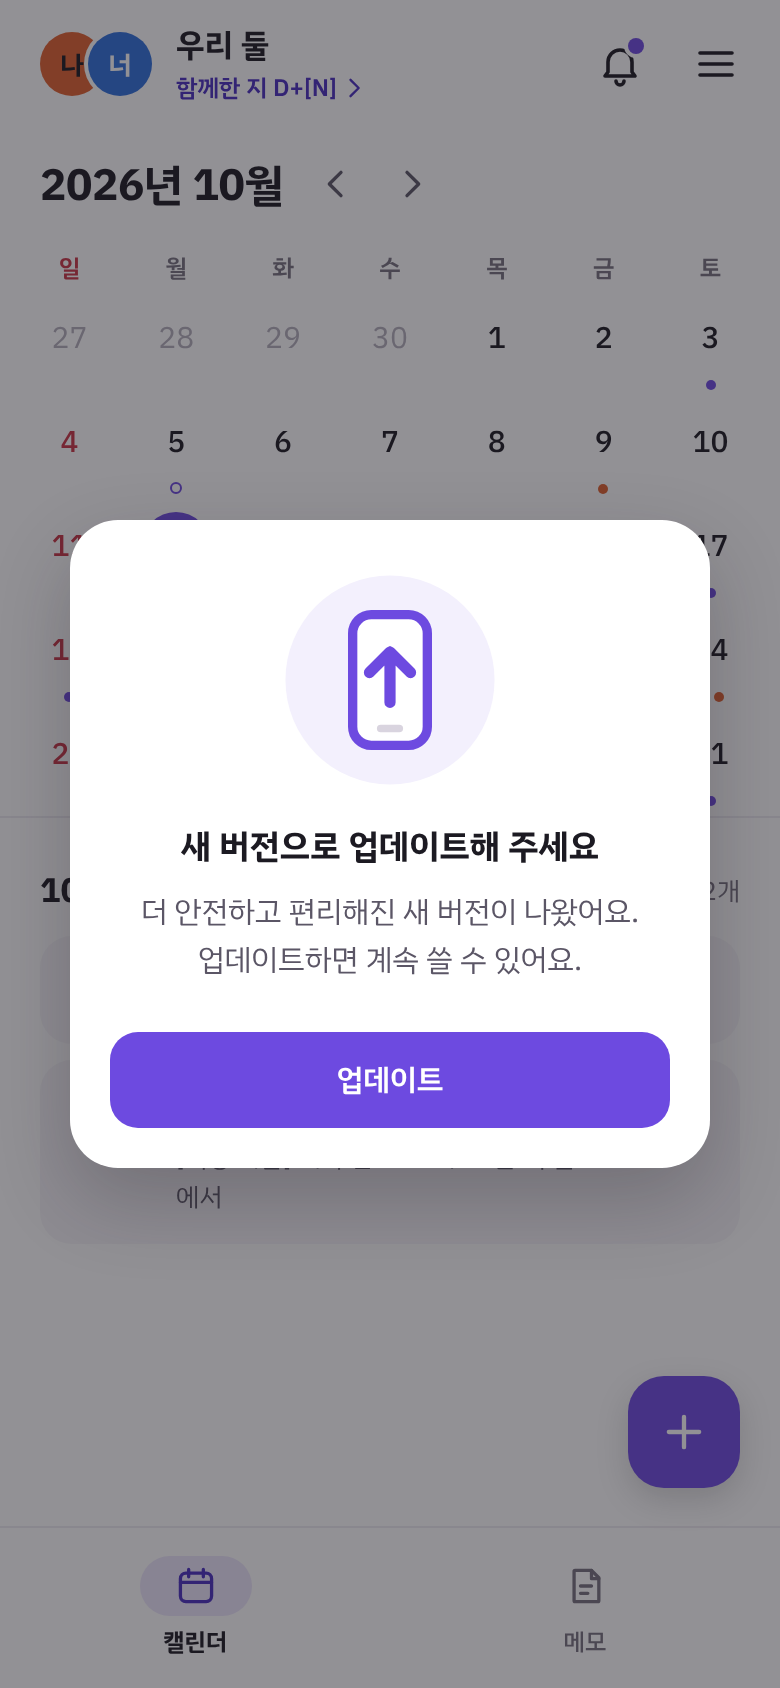 나 너 우리 둘
함께한 지 D+[N]
2026년 10월
일 월 화 수 목 금 토
27 28 29 30 1 2 3
4 5 6 7 8 9 10
새 버전으로 업데이트해 주세요
더 안전하고 편리해진 새 버전이 나왔어요.
업데이트하면 계속 쓸 수 있어요.
업데이트
에서
캘린더 메모